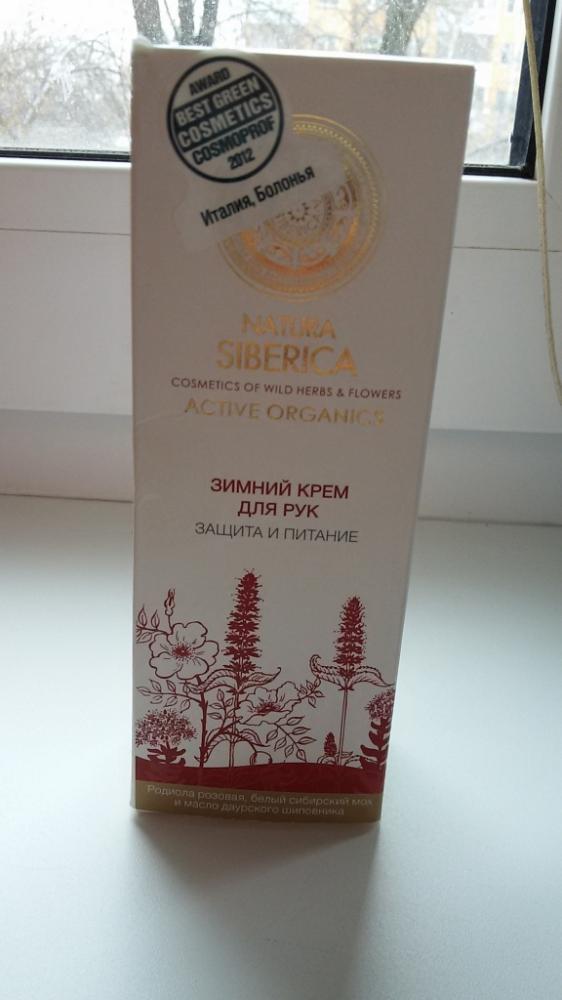 AWARD
BEST GREEN
COSMETICS
COSMOPROF
2012
Италия, Болонья
NATURA
SIBERICA
COSMETICS OF WILD HERBS & FLOWERS
ACTIVE ORGANICS
ЗИМНИЙ КРЕМ
ДЛЯ РУК
ЗАЩИТА И ПИТАНИЕ
Родиола розовая, белый сибирский мох
и масло даурского шиповника